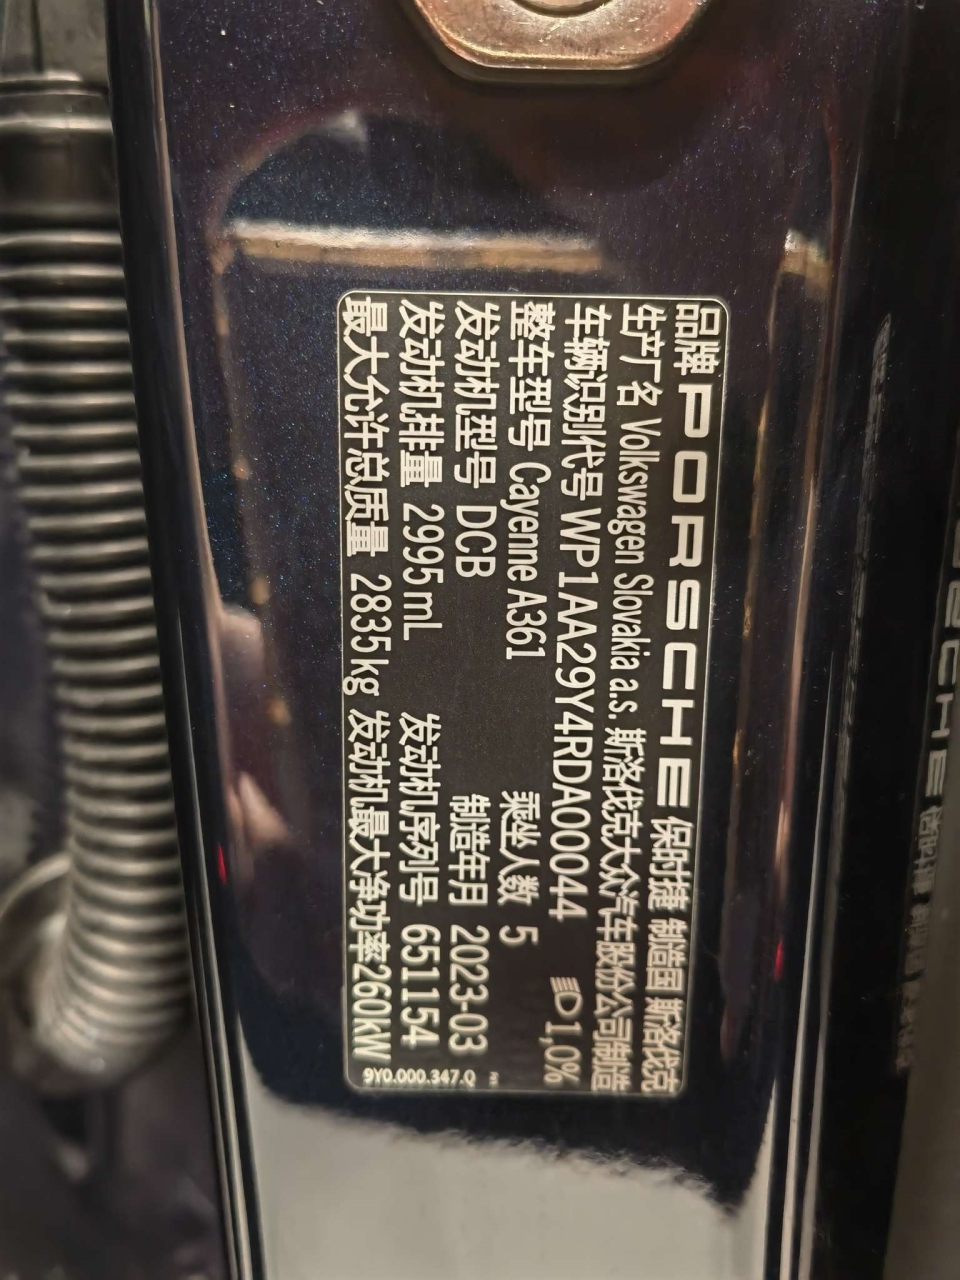 品牌 PORSCHE 保时捷 制造国 斯洛伐克
生产厂名 Volkswagen Slovakia a.s. 斯洛伐克大众汽车股份公司制造
车辆识别代号 WP1AA29Y4RDA00044 1,0%
整车型号 Cayenne A361 乘坐人数 5
发动机型号 DCB 制造年月 2023-03
发动机排量 2995mL 发动机序列号 651154
最大允许总质量 2835kg 发动机最大净功率260kW
9Y0.000.347.Q